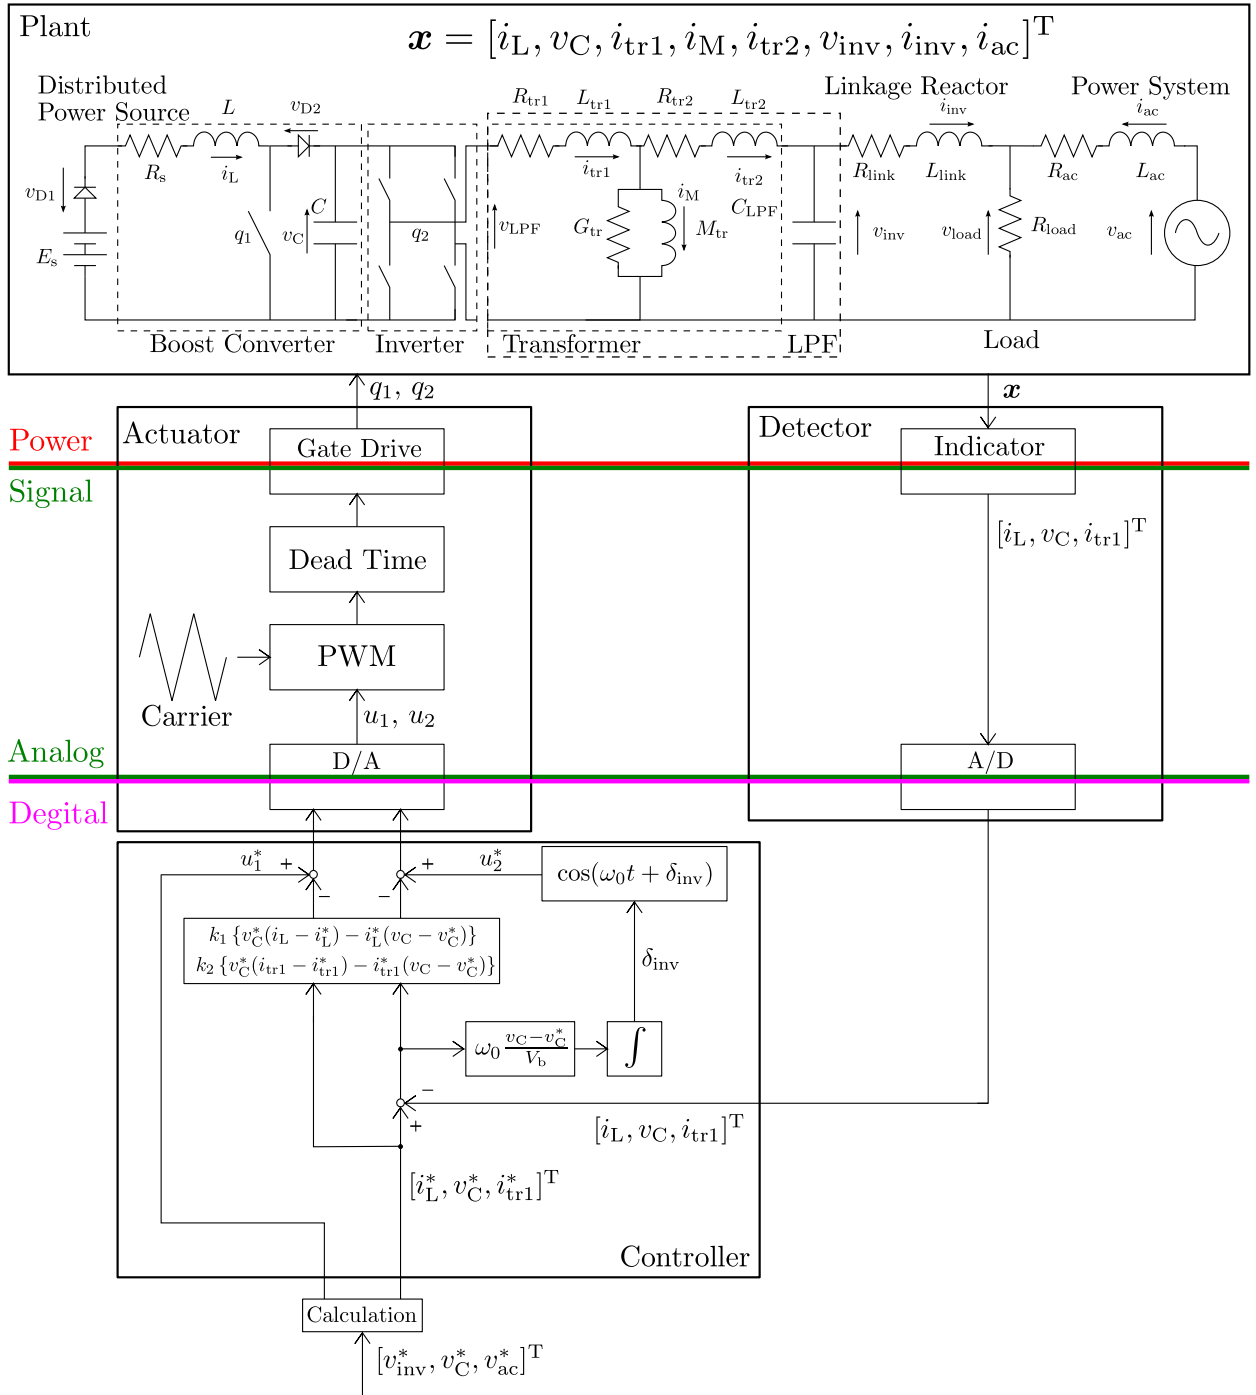 Plant
x = [i_L, v_C, i_tr1, i_M, i_tr2, v_inv, i_inv, i_ac]^T
Distributed
Power Source
Linkage Reactor
Power System
L
v_D2
R_tr1
L_tr1
R_tr2
L_tr2
i_inv
i_ac
R_s
i_L
v_D1
E_s
q_1
v_C
C
q_2
v_LPF
i_tr1
G_tr
i_M
M_tr
i_tr2
C_LPF
R_link
L_link
v_inv
v_load
R_load
R_ac
L_ac
v_ac
Boost Converter
Inverter
Transformer
LPF
Load
q_1, q_2
x
Actuator
Detector
Power
Gate Drive
Indicator
Signal
[i_L, v_C, i_tr1]^T
Dead Time
PWM
Carrier
u_1, u_2
Analog
D/A
A/D
Degital
u_1^*
+
+
u_2^*
cos(ω_0 t + δ_inv)
−
−
k_1 {v_C^*(i_L − i_L^*) − i_L^*(v_C − v_C^*)}
k_2 {v_C^*(i_tr1 − i_tr1^*) − i_tr1^*(v_C − v_C^*)}
δ_inv
ω_0 (v_C − v_C^*)/V_b
∫
−
+
[i_L, v_C, i_tr1]^T
[i_L^*, v_C^*, i_tr1^*]^T
Controller
Calculation
[v_inv^*, v_C^*, v_ac^*]^T